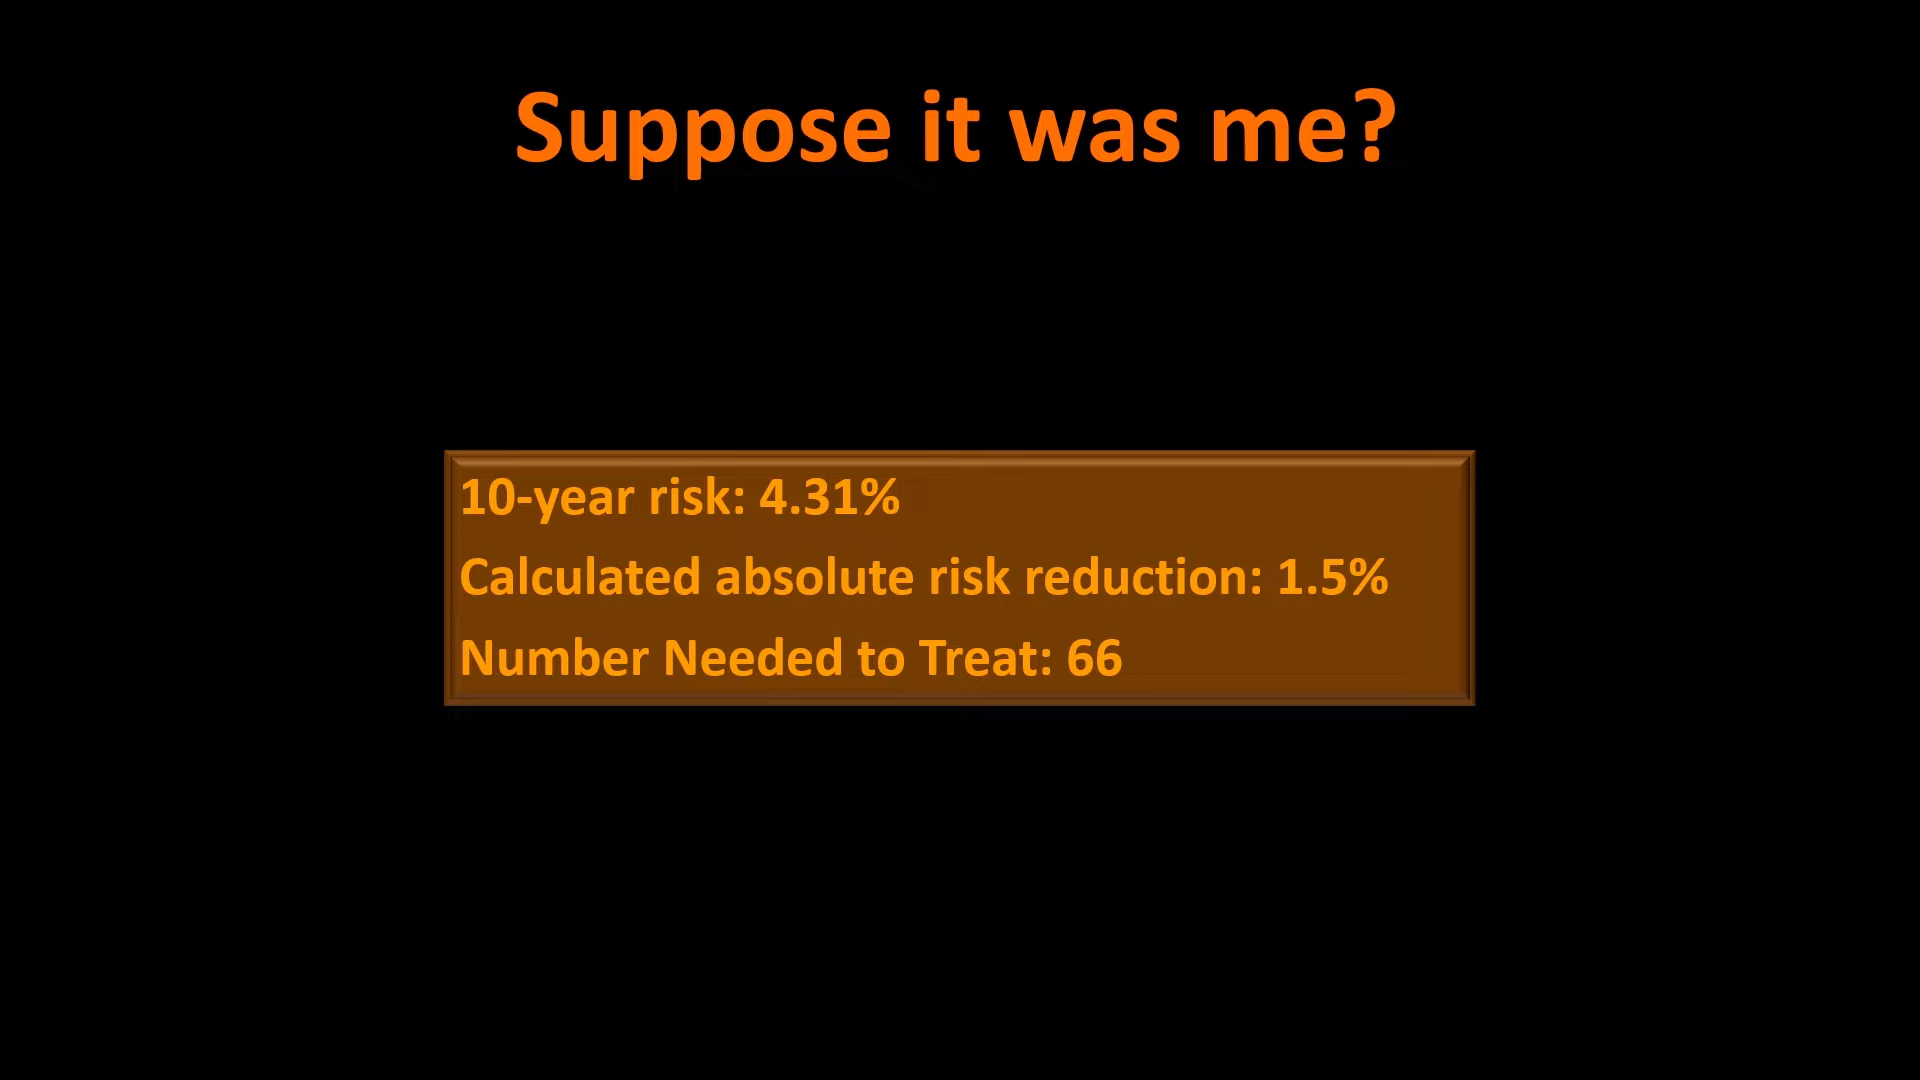 Suppose it was me?
10-year risk: 4.31%
Calculated absolute risk reduction: 1.5%
Number Needed to Treat: 66